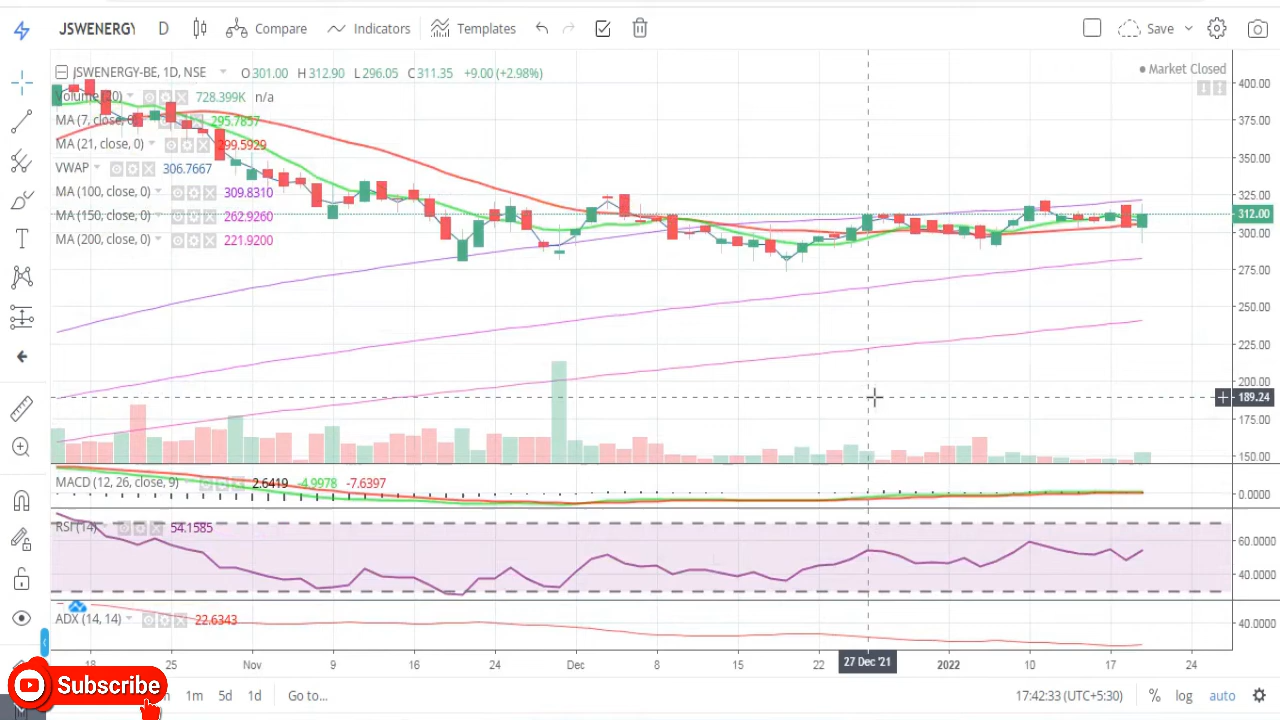 JSWENERGY D Compare Indicators Templates Save
JSWENERGY-BE, 1D, NSE O301.00 H312.90 L296.05 C311.35 +9.00 (+2.98%)
Market Closed
Volume (20) 728.399K n/a
MA (7, close, 0) 295.7857
MA (21, close, 0) 299.5929
VWAP 306.7667
MA (100, close, 0) 309.8310
MA (150, close, 0) 262.9260
MA (200, close, 0) 221.9200
400.00
375.00
350.00
325.00
312.00
300.00
275.00
250.00
225.00
200.00
189.24
175.00
150.00
MACD (12, 26, close, 9) 2.6419 -4.9978 -7.6397
0.0000
RSI (14) 54.1585
60.0000
40.0000
ADX (14, 14) 22.6343
40.0000
18 25 Nov 9 16 24 Dec 8 15 22 27 Dec '21 2022 10 17 24
Subscribe
1m 5d 1d Go to... 17:42:33 (UTC+5:30) % log auto